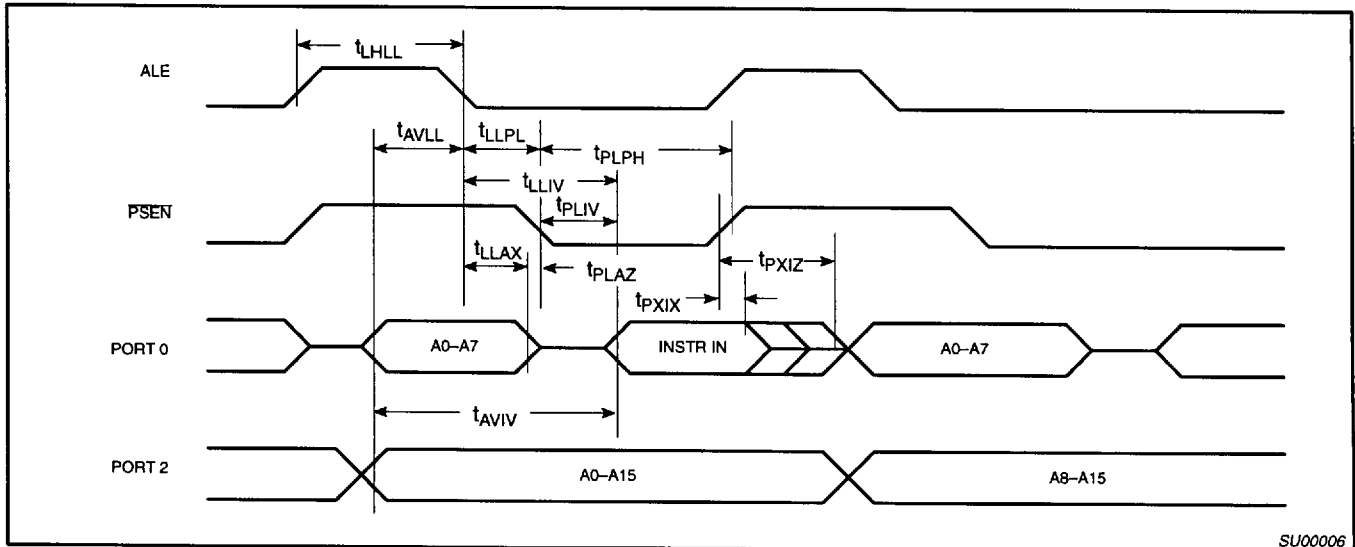 tLHLL
ALE
tAVLL tLLPL tPLPH
tLLIV
PSEN tPLIV
tLLAX tPLAZ tPXIZ
tPXIX
PORT 0 A0–A7 INSTR IN A0–A7
tAVIV
PORT 2 A0–A15 A8–A15
SU00006